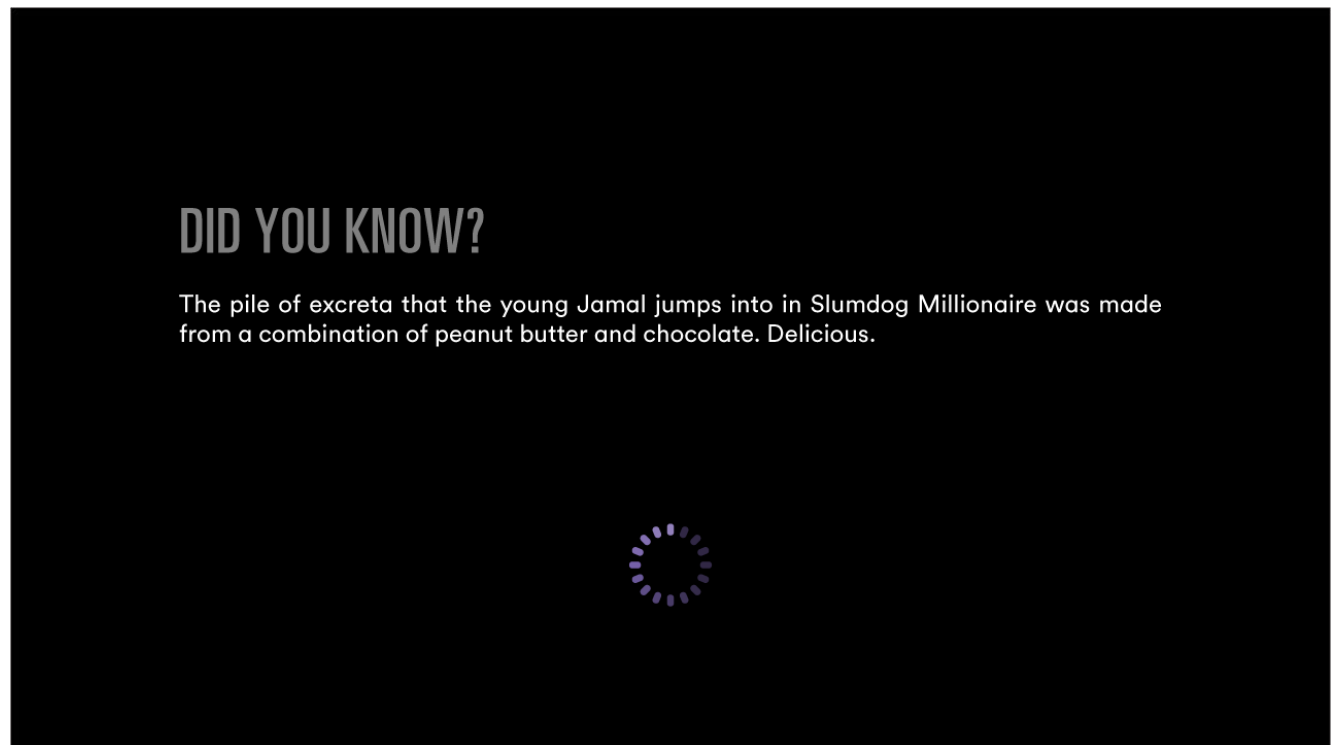 DID YOU KNOW?
The pile of excreta that the young Jamal jumps into in Slumdog Millionaire was made
from a combination of peanut butter and chocolate. Delicious.